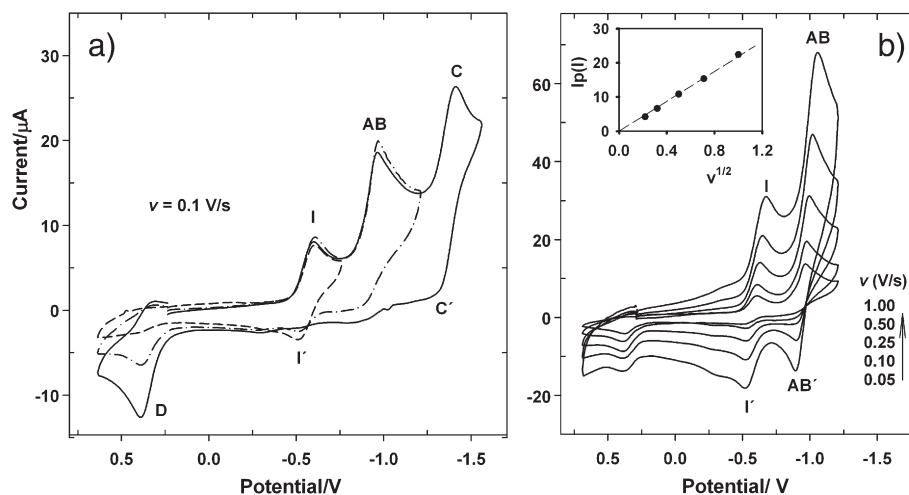 a)
30
20
10
0
-10
Current/µA
v = 0.1 V/s
I
AB
C
C´
I´
D
0.5 0.0 -0.5 -1.0 -1.5
Potential/V
b)
60
40
20
0
-20
30
20
10
0
Ip(I)
0.0 0.4 0.8 1.2
v1/2
AB
I
I´
AB´
v (V/s)
1.00
0.50
0.25
0.10
0.05
0.5 0.0 -0.5 -1.0 -1.5
Potential/ V